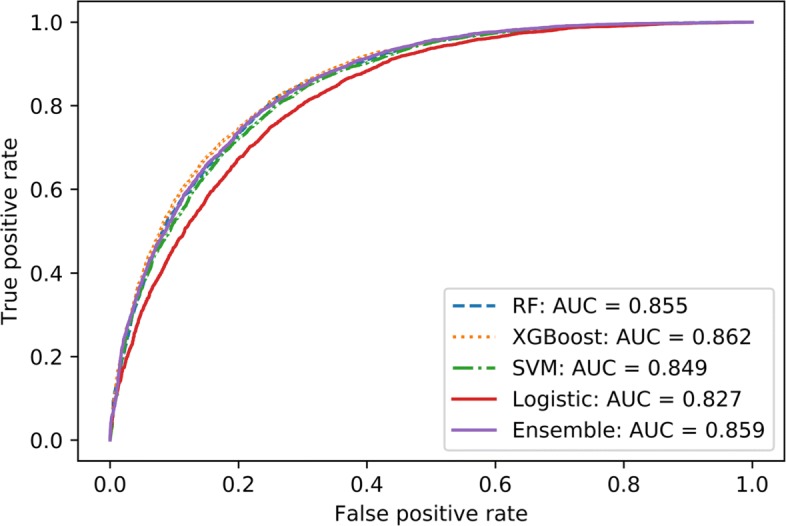 1.0
0.8
0.6
0.4
0.2
0.0
True positive rate
RF: AUC = 0.855
XGBoost: AUC = 0.862
SVM: AUC = 0.849
Logistic: AUC = 0.827
Ensemble: AUC = 0.859
0.0 0.2 0.4 0.6 0.8 1.0
False positive rate